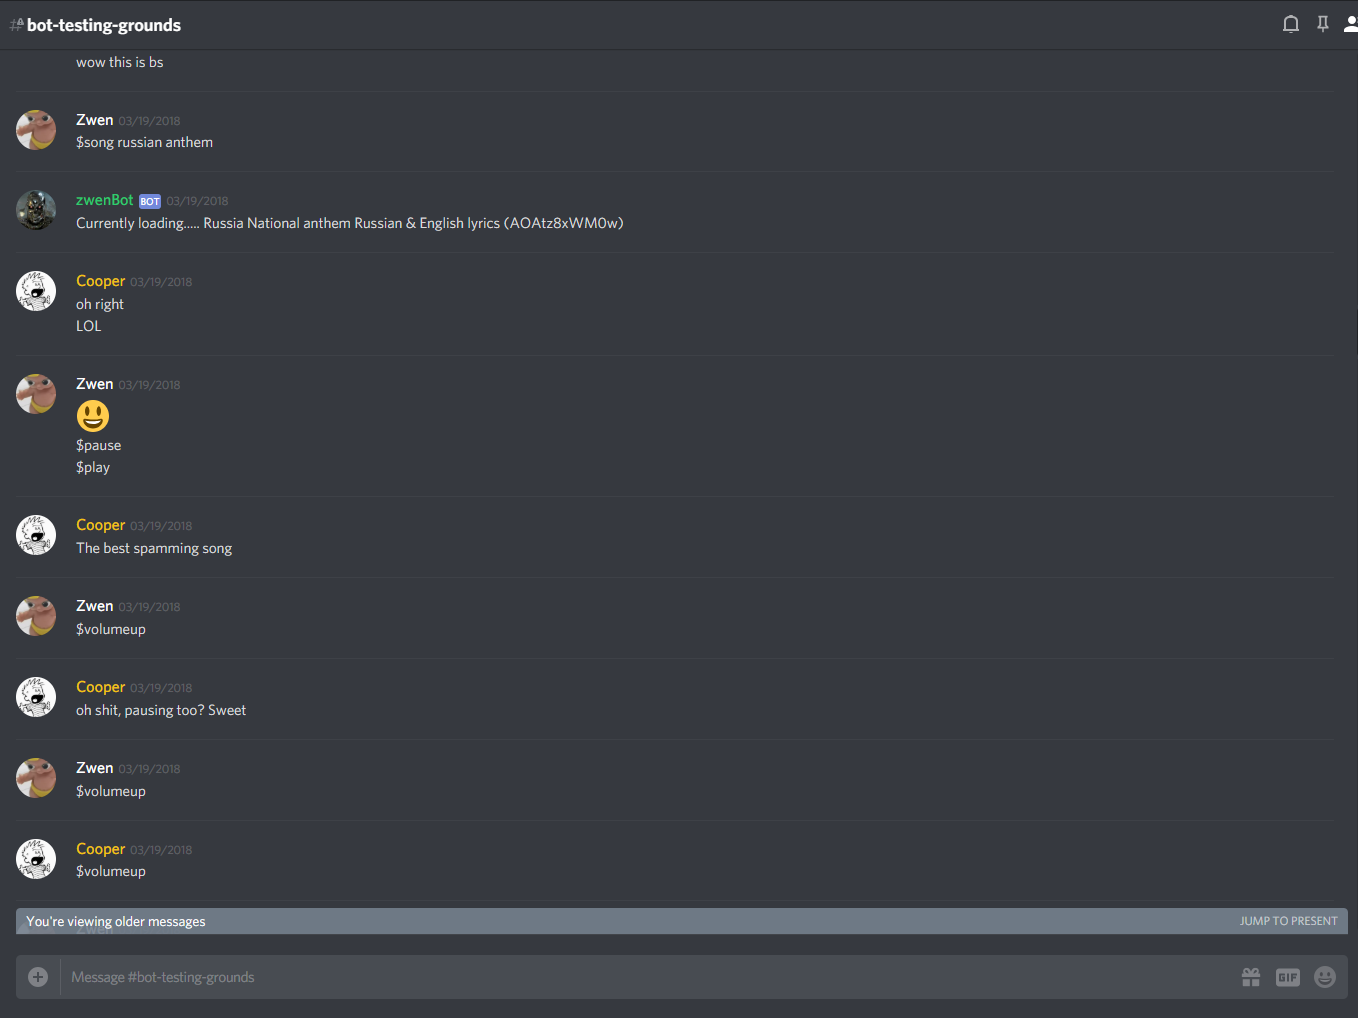 # bot-testing-grounds
wow this is bs
Zwen 03/19/2018
$song russian anthem
zwenBot BOT 03/19/2018
Currently loading..... Russia National anthem Russian & English lyrics (AOAtz8xWM0w)
Cooper 03/19/2018
oh right
LOL
Zwen 03/19/2018
$pause
$play
Cooper 03/19/2018
The best spamming song
Zwen 03/19/2018
$volumeup
Cooper 03/19/2018
oh shit, pausing too? Sweet
Zwen 03/19/2018
$volumeup
Cooper 03/19/2018
$volumeup
You're viewing older messages JUMP TO PRESENT
Zwen
Message #bot-testing-grounds GIF